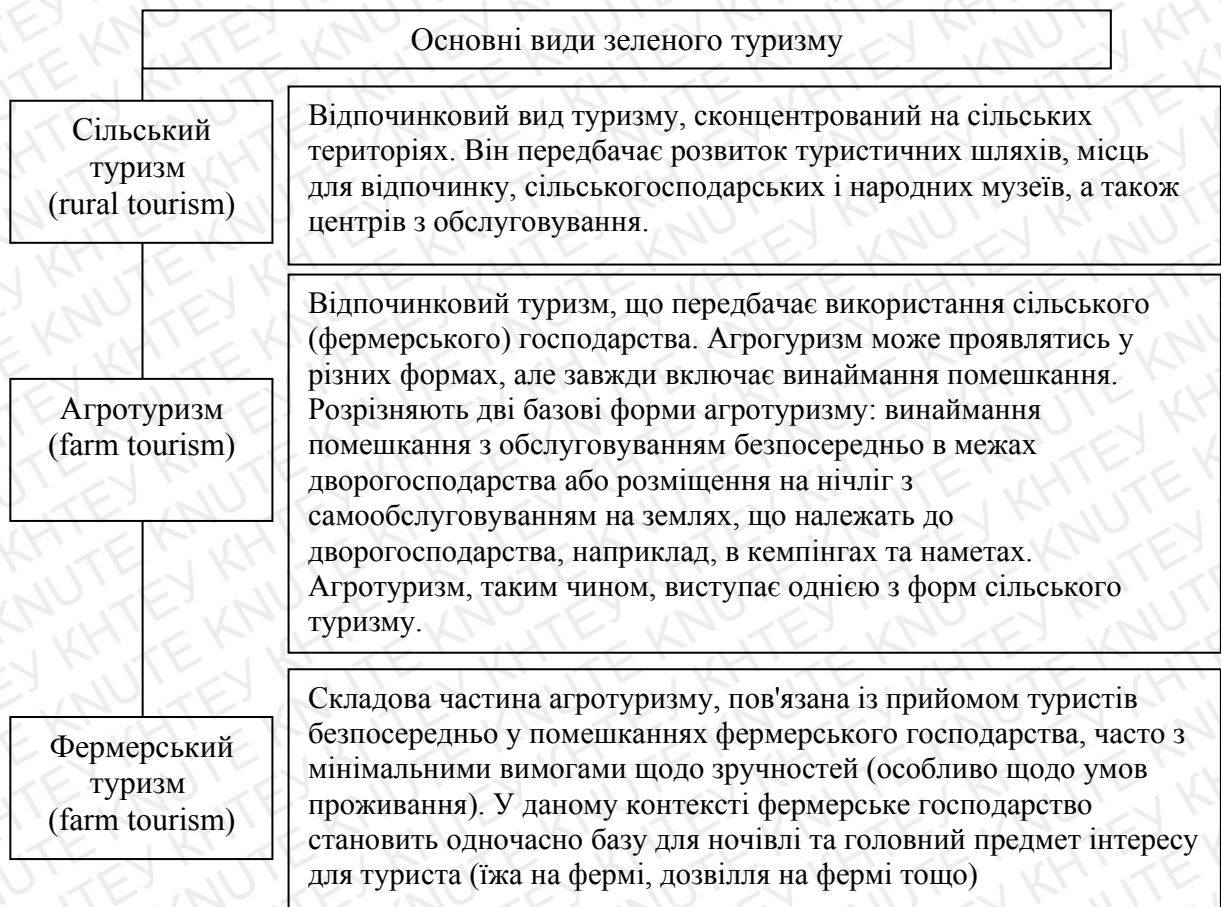 Основні види зеленого туризму
Сільський
туризм
(rural tourism)
Відпочинковий вид туризму, сконцентрований на сільських
територіях. Він передбачає розвиток туристичних шляхів, місць
для відпочинку, сільськогосподарських і народних музеїв, а також
центрів з обслуговування.
Агротуризм
(farm tourism)
Відпочинковий туризм, що передбачає використання сільського
(фермерського) господарства. Агрогуризм може проявлятись у
різних формах, але завжди включає винаймання помешкання.
Розрізняють дві базові форми агротуризму: винаймання
помешкання з обслуговуванням безпосередньо в межах
дворогосподарства або розміщення на нічліг з
самообслуговуванням на землях, що належать до
дворогосподарства, наприклад, в кемпінгах та наметах.
Агротуризм, таким чином, виступає однією з форм сільського
туризму.
Фермерський
туризм
(farm tourism)
Складова частина агротуризму, пов'язана із прийомом туристів
безпосередньо у помешканнях фермерського господарства, часто з
мінімальними вимогами щодо зручностей (особливо щодо умов
проживання). У даному контексті фермерське господарство
становить одночасно базу для ночівлі та головний предмет інтересу
для туриста (їжа на фермі, дозвілля на фермі тощо)